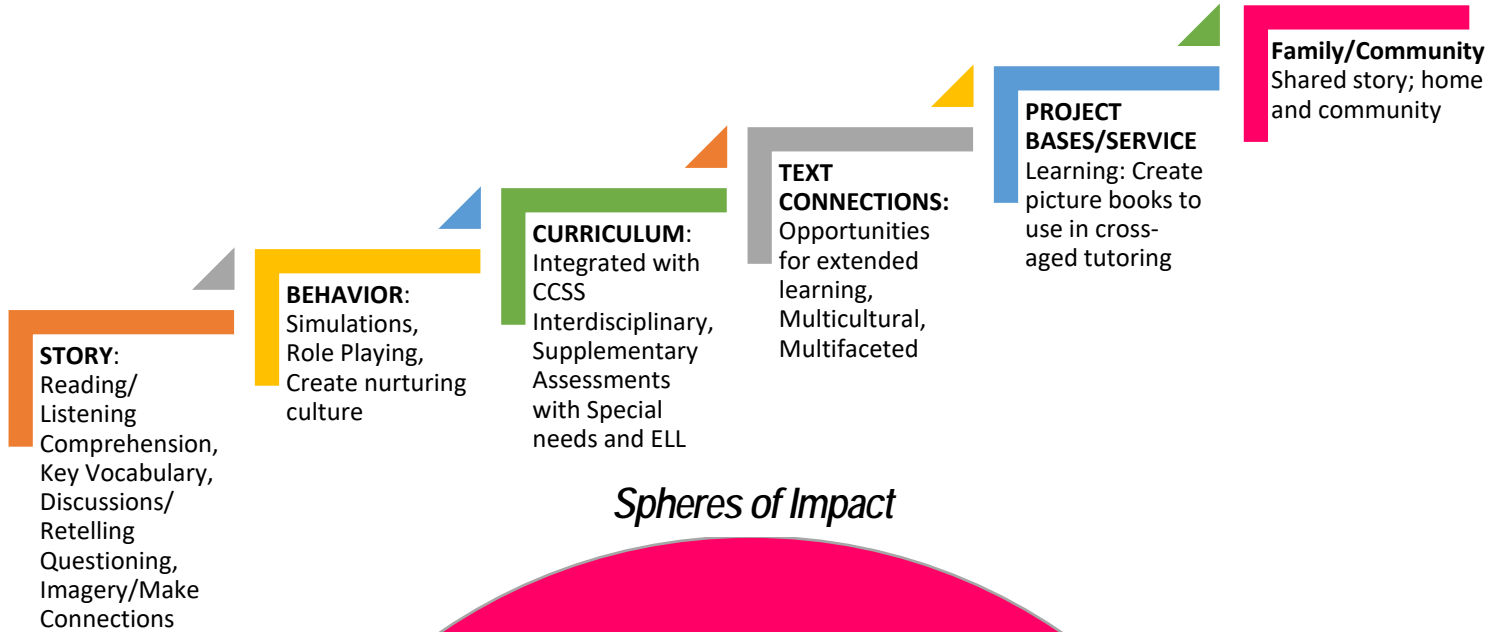 STORY:
Reading/
Listening
Comprehension,
Key Vocabulary,
Discussions/
Retelling
Questioning,
Imagery/Make
Connections
BEHAVIOR:
Simulations,
Role Playing,
Create nurturing
culture
CURRICULUM:
Integrated with
CCSS
Interdisciplinary,
Supplementary
Assessments
with Special
needs and ELL
TEXT
CONNECTIONS:
Opportunities
for extended
learning,
Multicultural,
Multifaceted
PROJECT
BASES/SERVICE
Learning: Create
picture books to
use in cross-
aged tutoring
Family/Community
Shared story; home
and community
Spheres of Impact